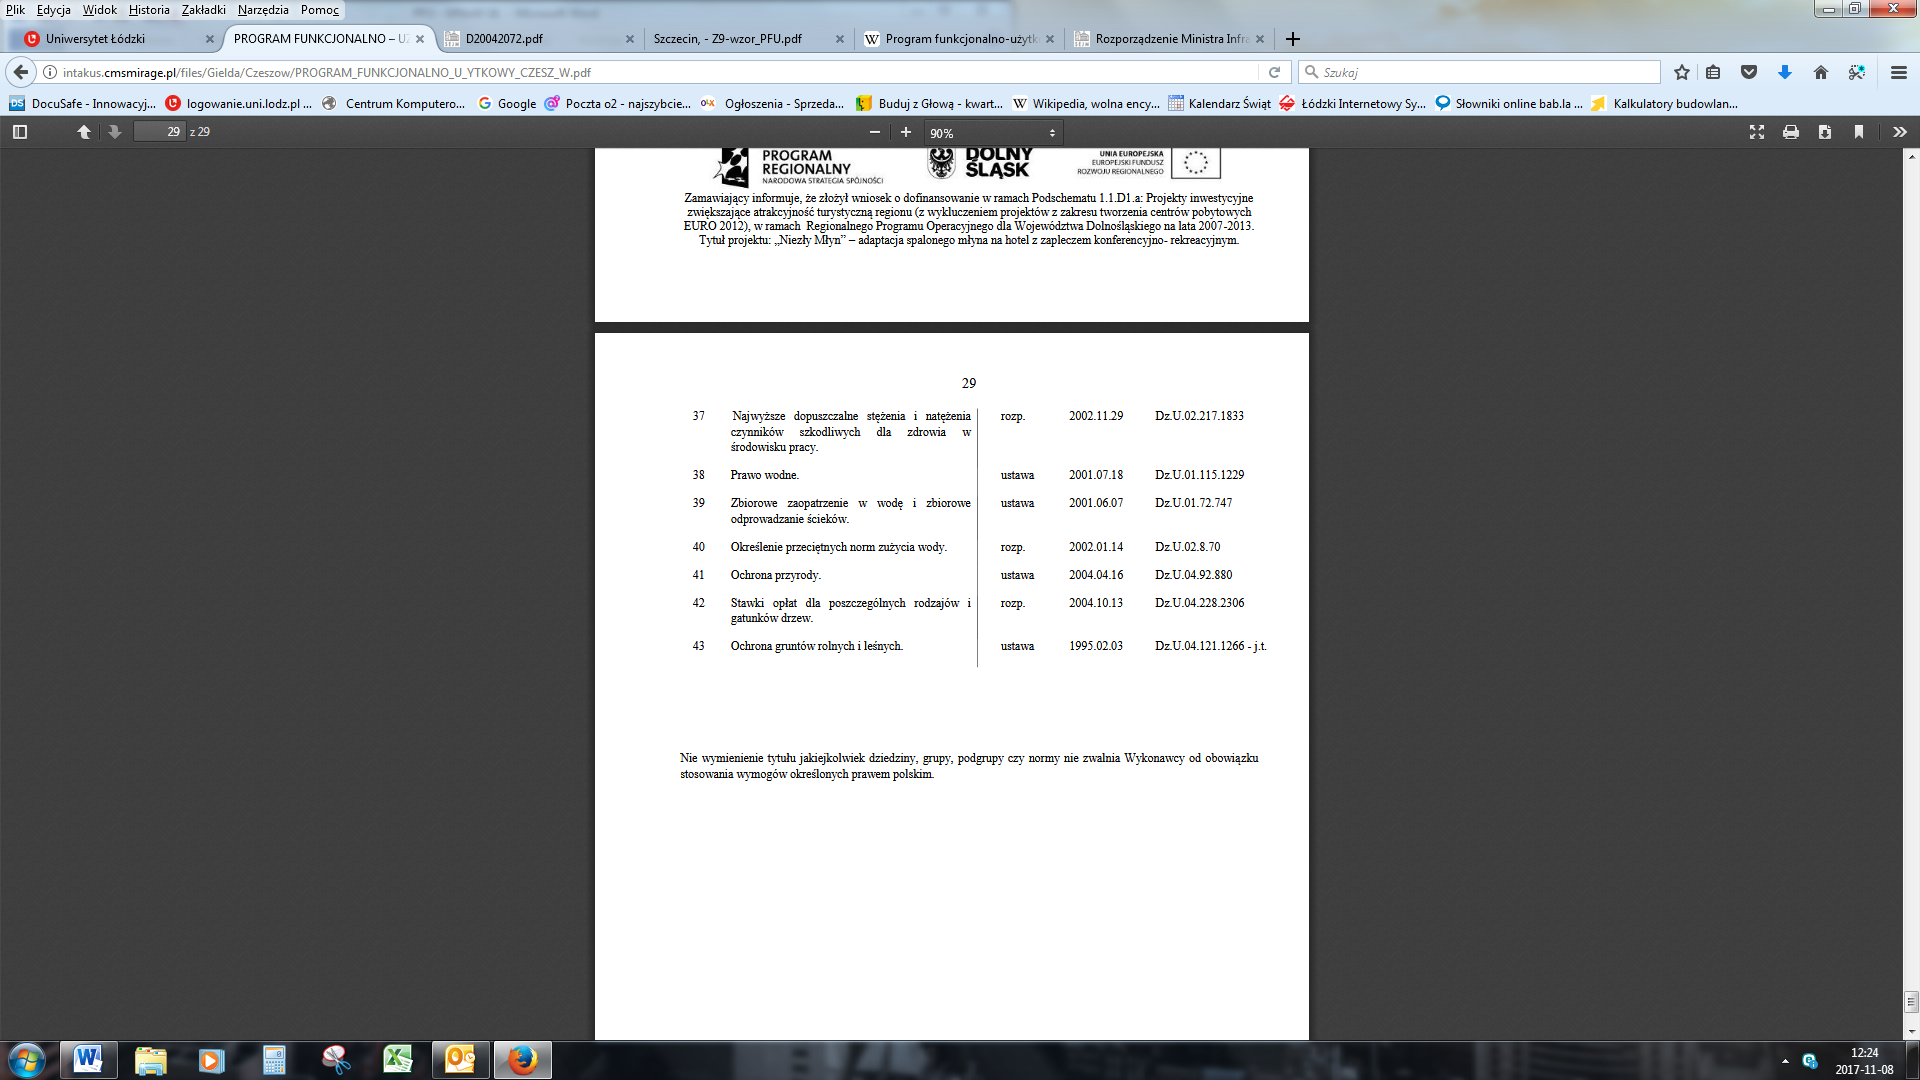 Plik Edycja Widok Historia Zakładki Narzędzia Pomoc
Uniwersytet Łódzki
PROGRAM FUNKCJONALNO – UŻ
D20042072.pdf
Szczecin, - Z9-wzor_PFU.pdf
Program funkcjonalno-użytk
Rozporządzenie Ministra Infra
intakus.cmsmirage.pl/files/Gielda/Czeszow/PROGRAM_FUNKCJONALNO_U_YTKOWY_CZESZ_W.pdf
Szukaj
DocuSafe - Innowacyj... logowanie.uni.lodz.pl ... Centrum Komputero... Google Poczta o2 - najszybcie... Ogłoszenia - Sprzeda... Buduj z Głową - kwart... Wikipedia, wolna ency... Kalendarz Świąt Łódzki Internetowy Sy... Słowniki online bab.la ... Kalkulatory budowlan...
29 z 29
90%
PROGRAM
REGIONALNY
NARODOWA STRATEGIA SPÓJNOŚCI
DOLNY
ŚLĄSK
UNIA EUROPEJSKA
EUROPEJSKI FUNDUSZ
ROZWOJU REGIONALNEGO
Zamawiający informuje, że złożył wniosek o dofinansowanie w ramach Podschematu 1.1.D1.a: Projekty inwestycyjne
zwiększające atrakcyjność turystyczną regionu (z wykluczeniem projektów z zakresu tworzenia centrów pobytowych
EURO 2012), w ramach Regionalnego Programu Operacyjnego dla Województwa Dolnośląskiego na lata 2007-2013.
Tytuł projektu: „Niezły Młyn” – adaptacja spalonego młyna na hotel z zapleczem konferencyjno- rekreacyjnym.
29
37 Najwyższe dopuszczalne stężenia i natężenia rozp. 2002.11.29 Dz.U.02.217.1833
czynników szkodliwych dla zdrowia w
środowisku pracy.
38 Prawo wodne. ustawa 2001.07.18 Dz.U.01.115.1229
39 Zbiorowe zaopatrzenie w wodę i zbiorowe ustawa 2001.06.07 Dz.U.01.72.747
odprowadzanie ścieków.
40 Określenie przeciętnych norm zużycia wody. rozp. 2002.01.14 Dz.U.02.8.70
41 Ochrona przyrody. ustawa 2004.04.16 Dz.U.04.92.880
42 Stawki opłat dla poszczególnych rodzajów i rozp. 2004.10.13 Dz.U.04.228.2306
gatunków drzew.
43 Ochrona gruntów rolnych i leśnych. ustawa 1995.02.03 Dz.U.04.121.1266 - j.t.
Nie wymienienie tytułu jakiejkolwiek dziedziny, grupy, podgrupy czy normy nie zwalnia Wykonawcy od obowiązku
stosowania wymogów określonych prawem polskim.
12:24
2017-11-08